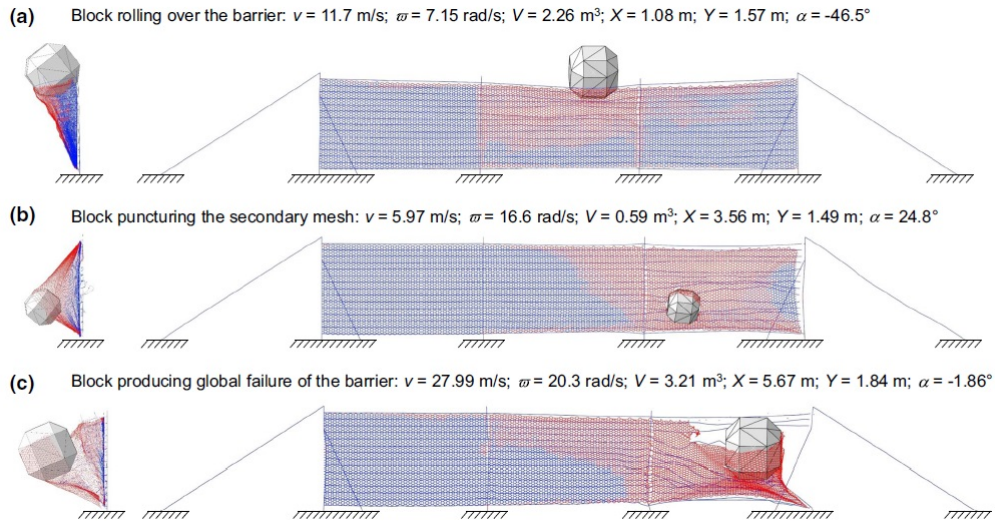 (a) Block rolling over the barrier: v = 11.7 m/s; ϖ = 7.15 rad/s; V = 2.26 m³; X = 1.08 m; Y = 1.57 m; α = -46.5°
(b) Block puncturing the secondary mesh: v = 5.97 m/s; ϖ = 16.6 rad/s; V = 0.59 m³; X = 3.56 m; Y = 1.49 m; α = 24.8°
(c) Block producing global failure of the barrier: v = 27.99 m/s; ϖ = 20.3 rad/s; V = 3.21 m³; X = 5.67 m; Y = 1.84 m; α = -1.86°